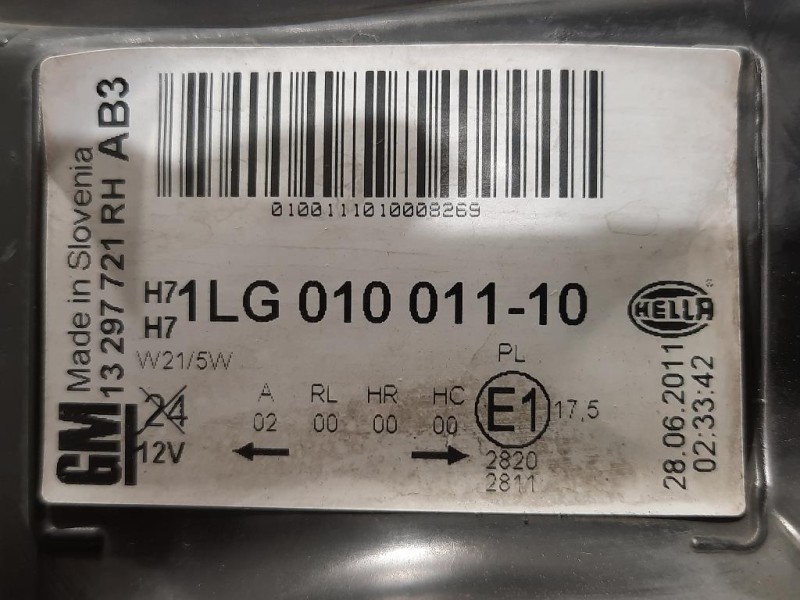 Made in Slovenia
13 297 721 RH AB3
GM
0100111010008269
H7
H7
1LG 010 011-10
HELLA
W21/5W
24
12V
A RL HR HC
02 00 00 00
PL
E1
17,5
2820
2811
28.06.2011
02:33:42